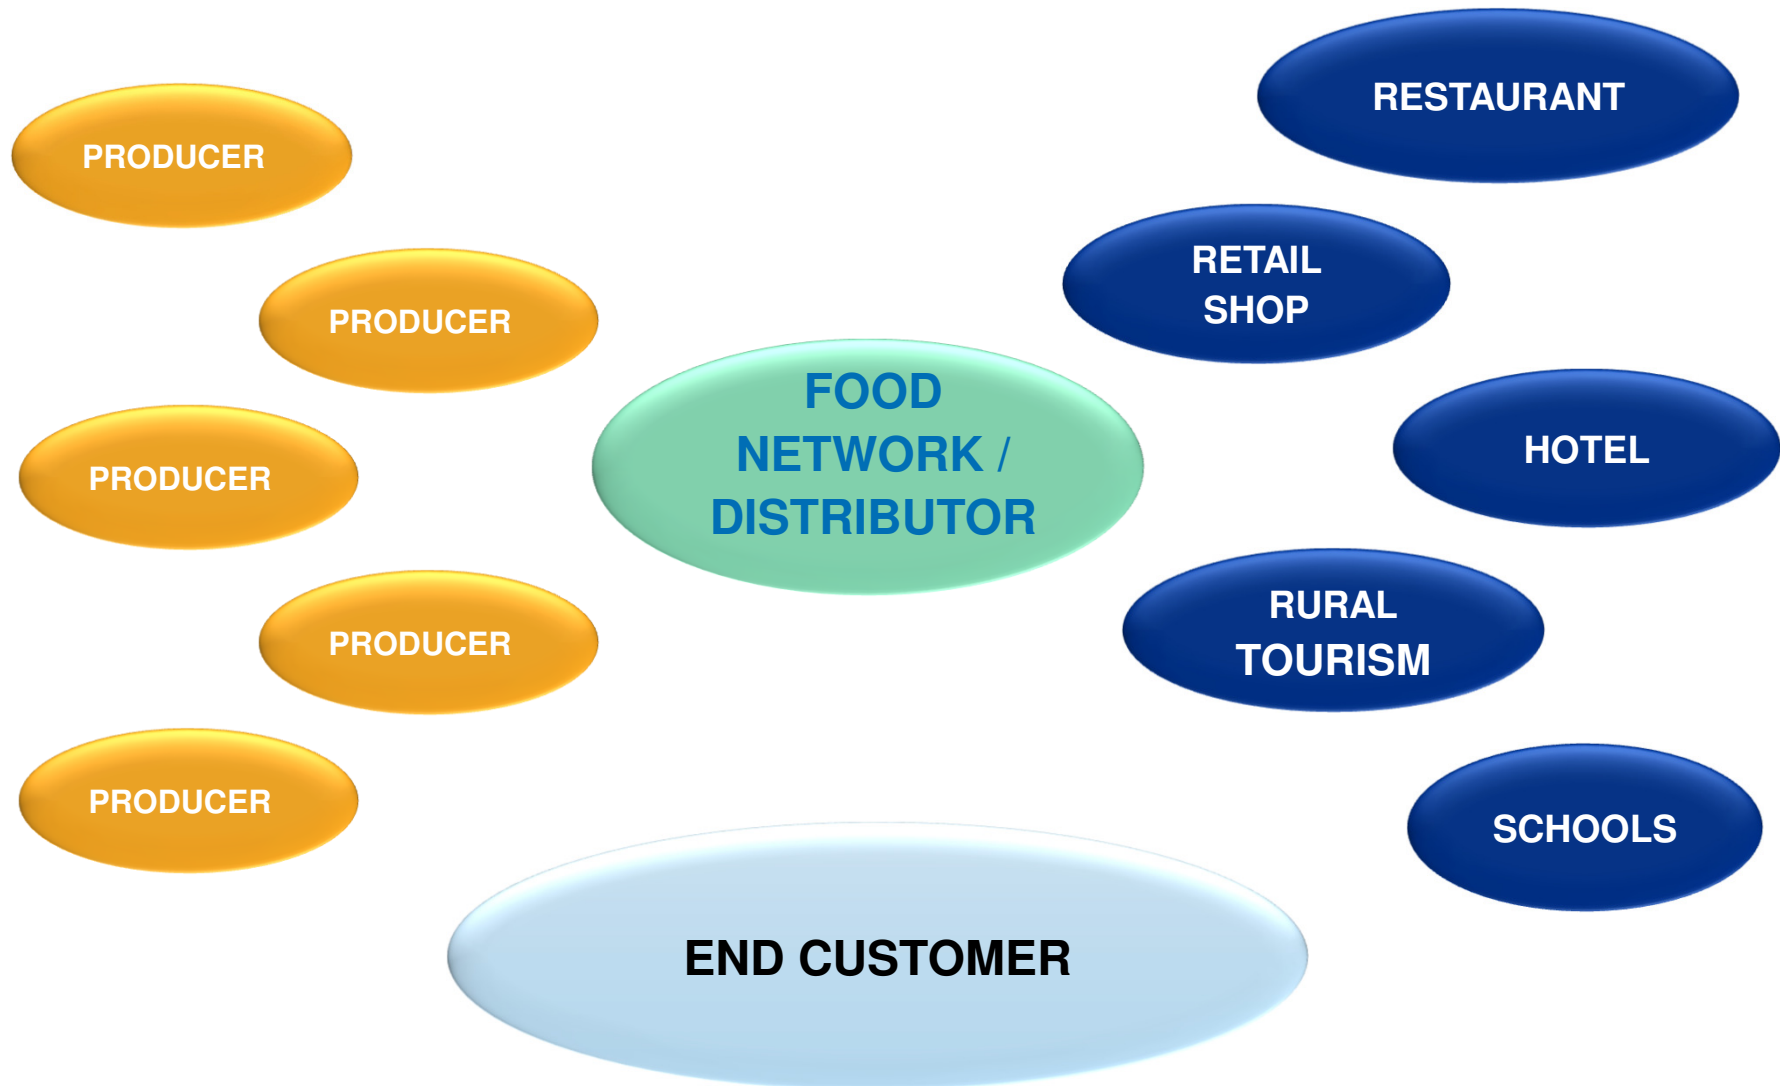 RESTAURANT
PRODUCER
RETAIL
SHOP
PRODUCER
FOOD
NETWORK /
DISTRIBUTOR
HOTEL
PRODUCER
RURAL
TOURISM
PRODUCER
PRODUCER
SCHOOLS
END CUSTOMER